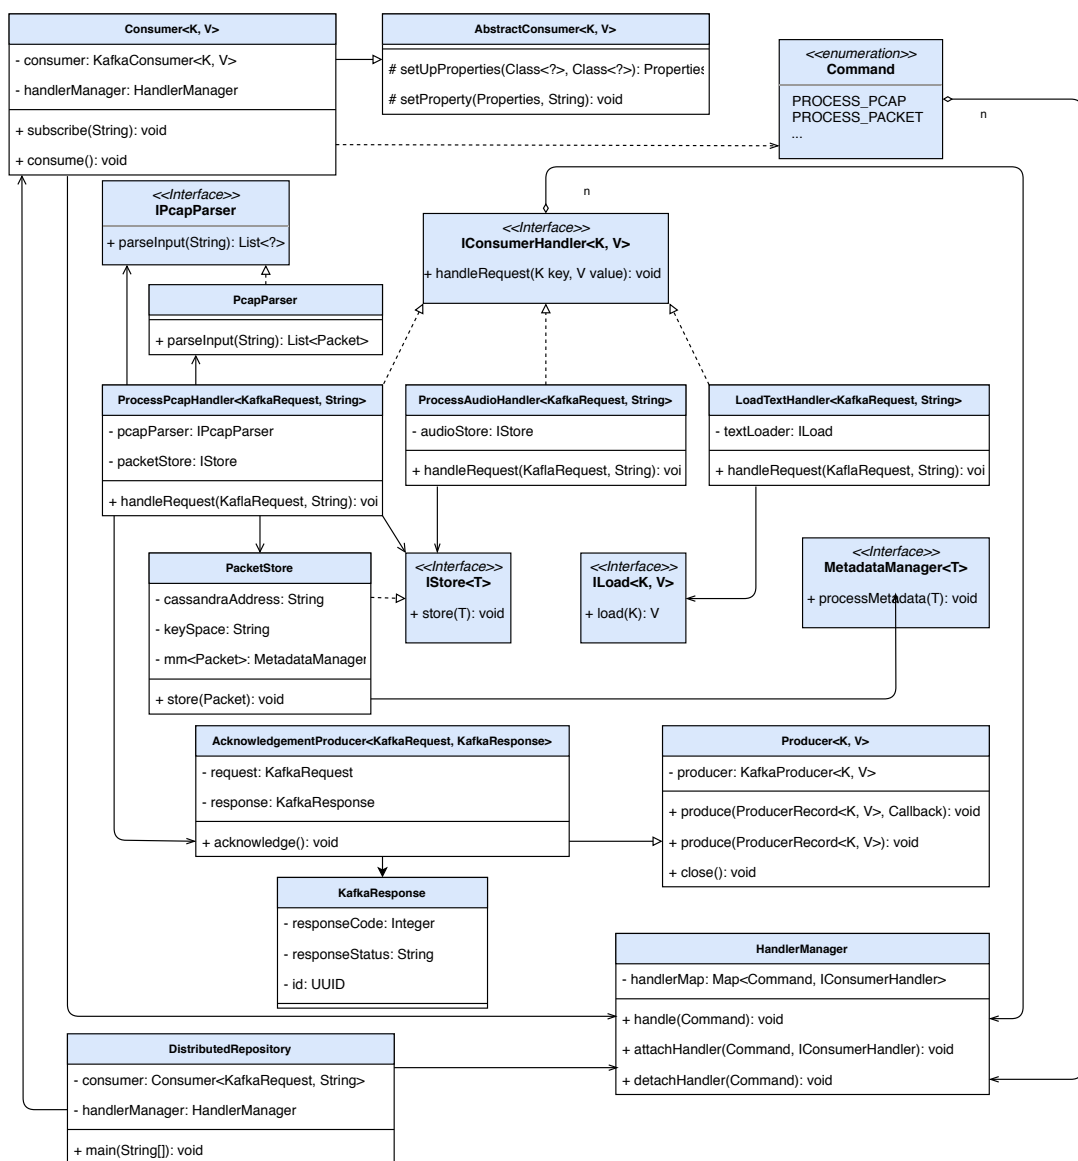 Consumer<K, V>
- consumer: KafkaConsumer<K, V>
- handlerManager: HandlerManager
+ subscribe(String): void
+ consume(): void
AbstractConsumer<K, V>
# setUpProperties(Class<?>, Class<?>): Properties
# setProperty(Properties, String): void
<<enumeration>>
Command
PROCESS_PCAP
PROCESS_PACKET
...
n
<<Interface>>
IPcapParser
+ parseInput(String): List<?>
n
<<Interface>>
IConsumerHandler<K, V>
+ handleRequest(K key, V value): void
PcapParser
+ parseInput(String): List<Packet>
ProcessPcapHandler<KafkaRequest, String>
- pcapParser: IPcapParser
- packetStore: IStore
+ handleRequest(KaflaRequest, String): voi
ProcessAudioHandler<KafkaRequest, String>
- audioStore: IStore
+ handleRequest(KaflaRequest, String): voi
LoadTextHandler<KafkaRequest, String>
- textLoader: ILoad
+ handleRequest(KaflaRequest, String): voi
PacketStore
- cassandraAddress: String
- keySpace: String
- mm<Packet>: MetadataManager
+ store(Packet): void
<<Interface>>
IStore<T>
+ store(T): void
<<Interface>>
ILoad<K, V>
+ load(K): V
<<Interface>>
MetadataManager<T>
+ processMetadata(T): void
AcknowledgementProducer<KafkaRequest, KafkaResponse>
- request: KafkaRequest
- response: KafkaResponse
+ acknowledge(): void
Producer<K, V>
- producer: KafkaProducer<K, V>
+ produce(ProducerRecord<K, V>, Callback): void
+ produce(ProducerRecord<K, V>): void
+ close(): void
KafkaResponse
- responseCode: Integer
- responseStatus: String
- id: UUID
HandlerManager
- handlerMap: Map<Command, IConsumerHandler>
+ handle(Command): void
+ attachHandler(Command, IConsumerHandler): void
+ detachHandler(Command): void
DistributedRepository
- consumer: Consumer<KafkaRequest, String>
- handlerManager: HandlerManager
+ main(String[]): void